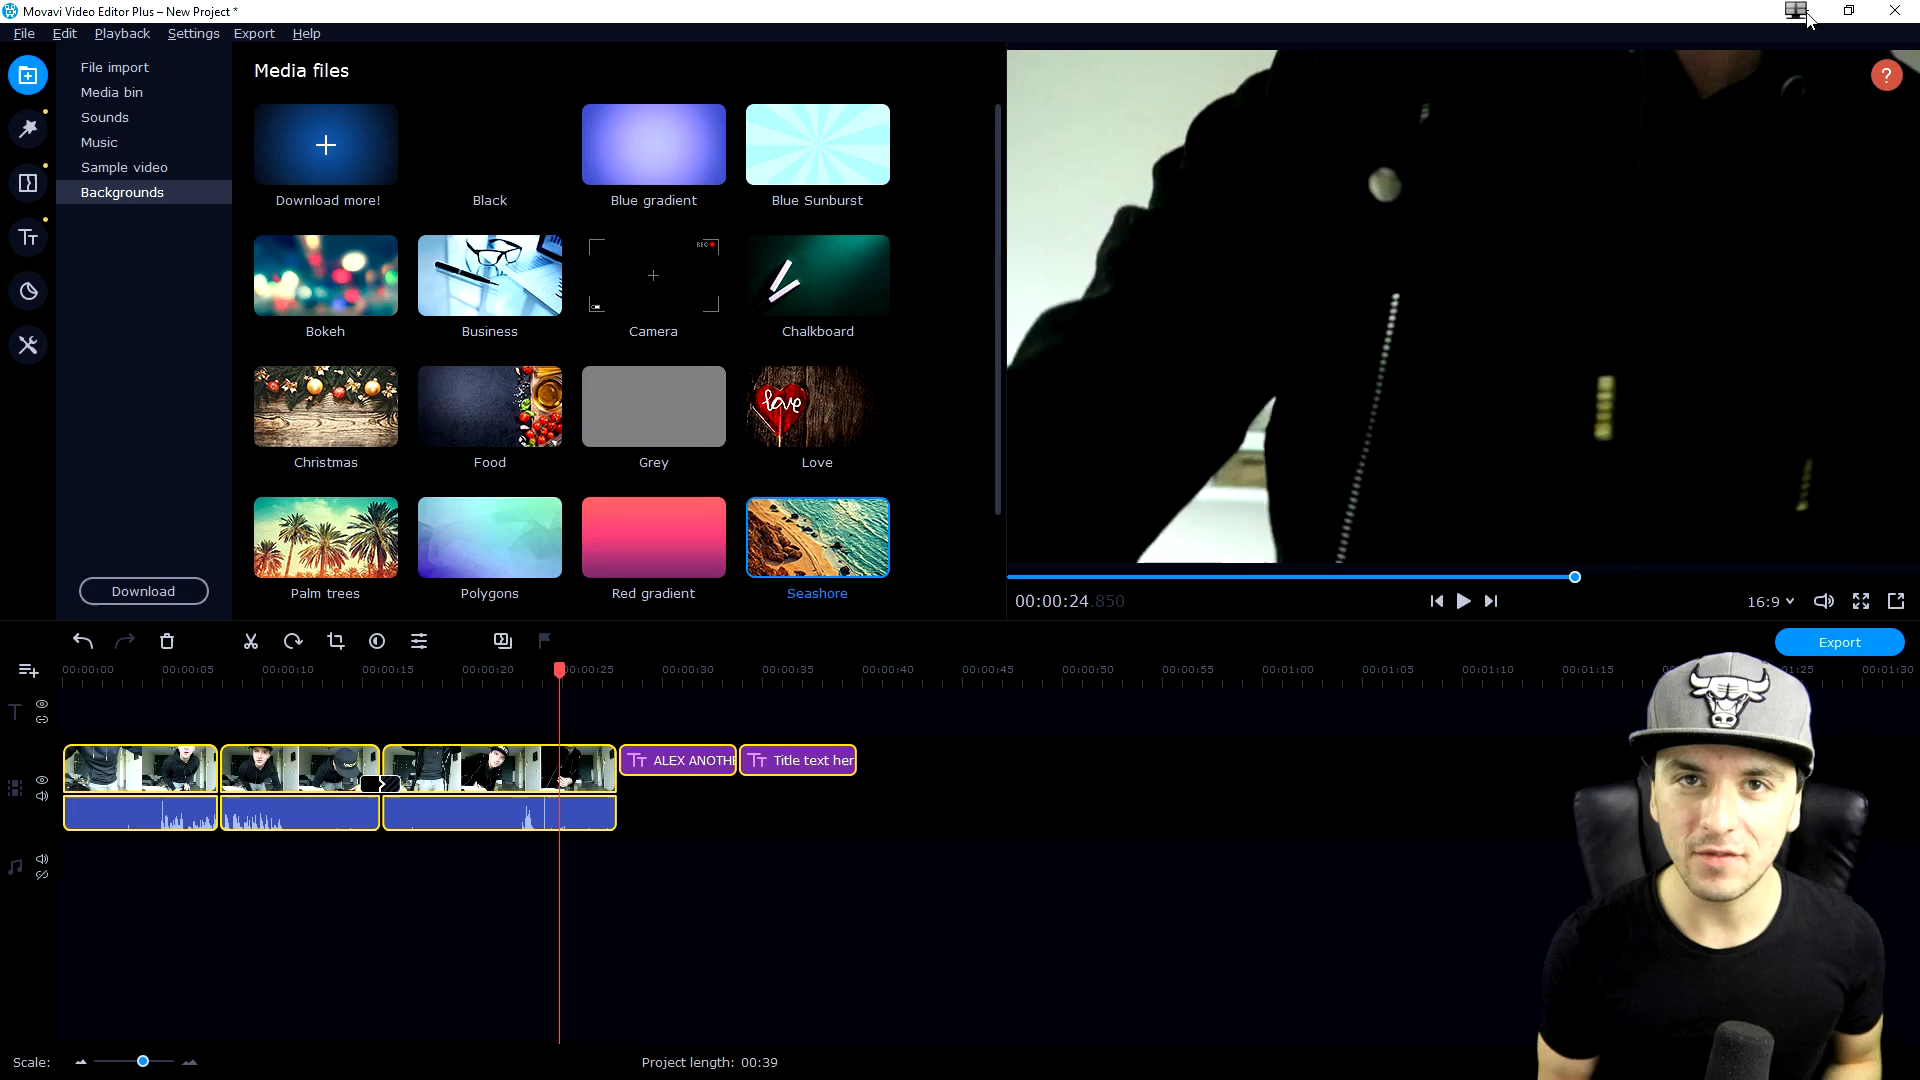 Movavi Video Editor Plus – New Project *
File Edit Playback Settings Export Help
File import
Media bin
Sounds
Music
Sample video
Backgrounds
Download
Media files
Download more!
Black
Blue gradient
Blue Sunburst
REC
Bokeh
Business
Camera
Chalkboard
love
Christmas
Food
Grey
Love
Palm trees
Polygons
Red gradient
Seashore
?
00:00:24.850
16:9
Export
00:00:00 00:00:05 00:00:10 00:00:15 00:00:20 00:00:25 00:00:30 00:00:35 00:00:40 00:00:45 00:00:50 00:00:55 00:01:00 00:01:05 00:01:10 00:01:15 00:01:30
ALEX ANOTHE
Title text her
Scale:
Project length: 00:39